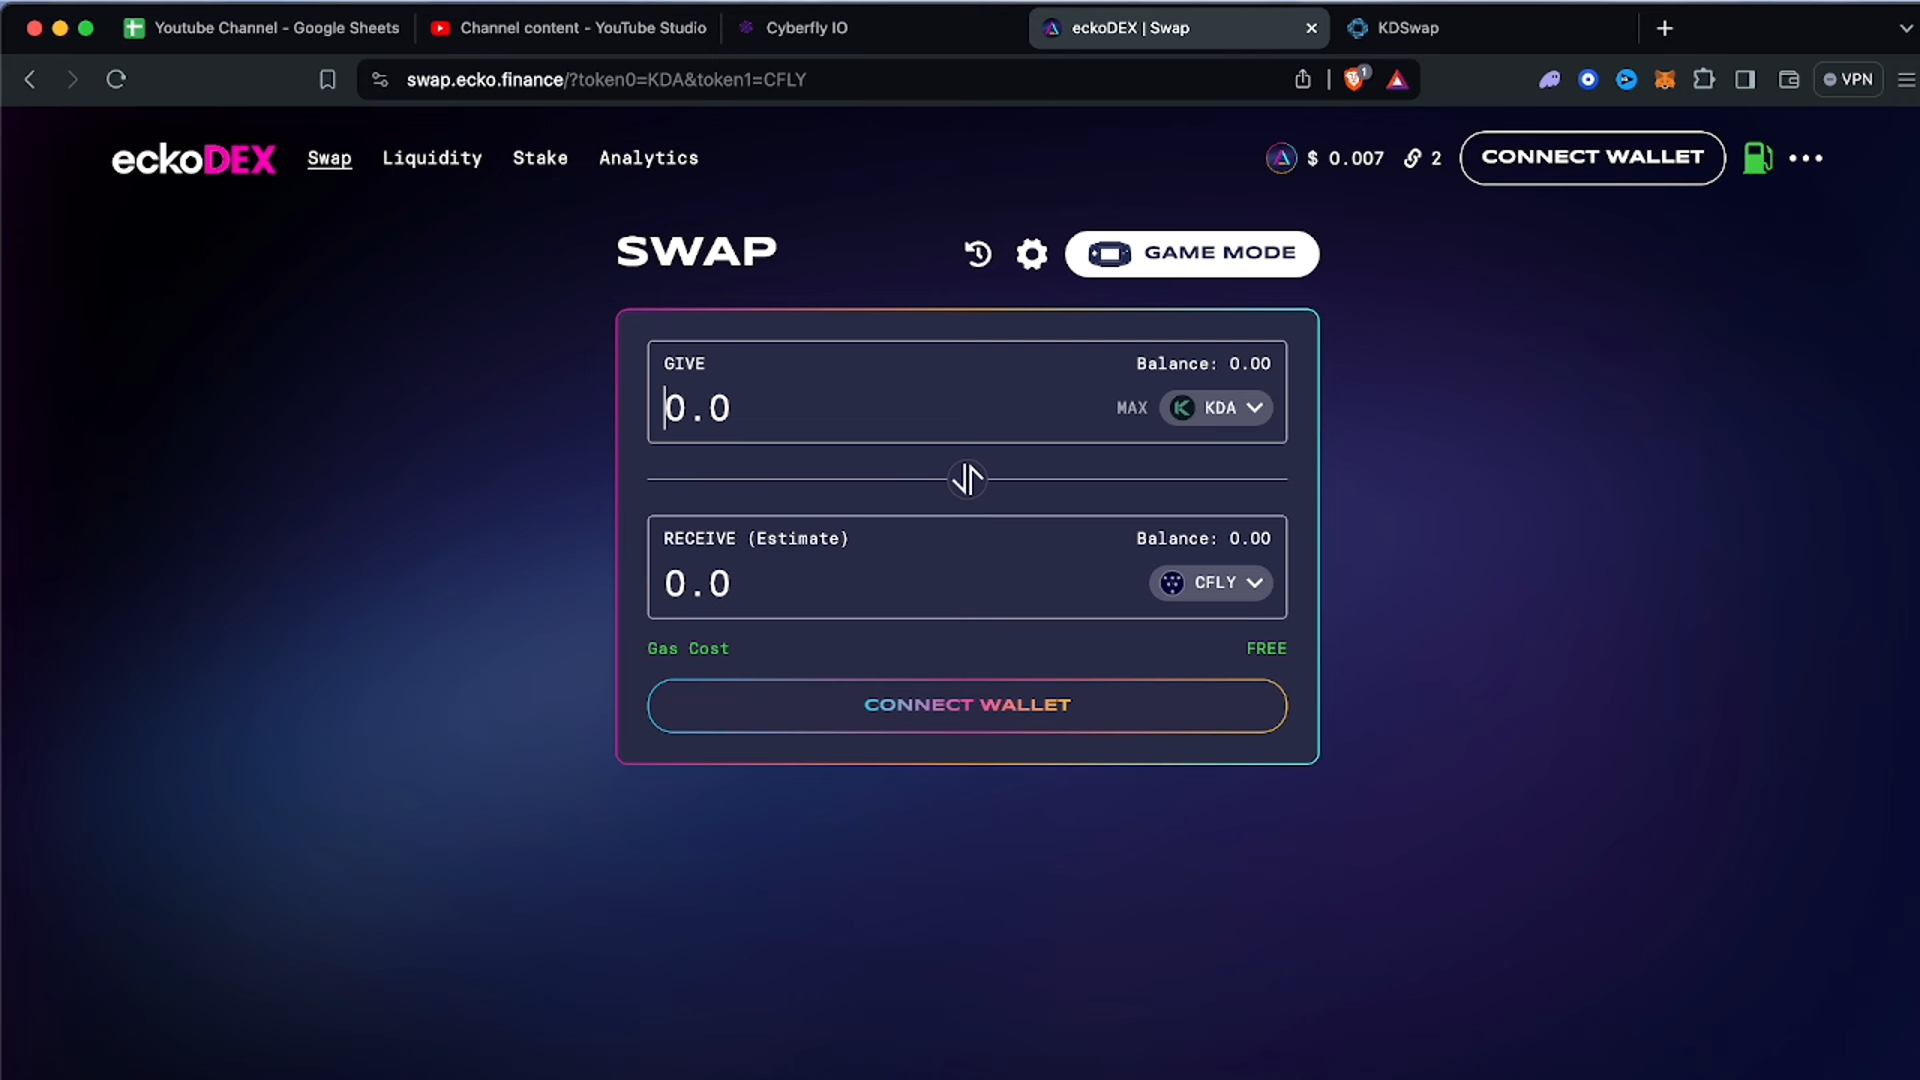 Youtube Channel - Google Sheets
Channel content - YouTube Studio
Cyberfly IO
eckoDEX | Swap
KDSwap
swap.ecko.finance/?token0=KDA&token1=CFLY
1
VPN
eckoDEX
Swap
Liquidity
Stake
Analytics
$ 0.007
2
CONNECT WALLET
SWAP
GAME MODE
GIVE
Balance: 0.00
0.0
MAX
KDA
RECEIVE (Estimate)
Balance: 0.00
0.0
CFLY
Gas Cost
FREE
CONNECT WALLET